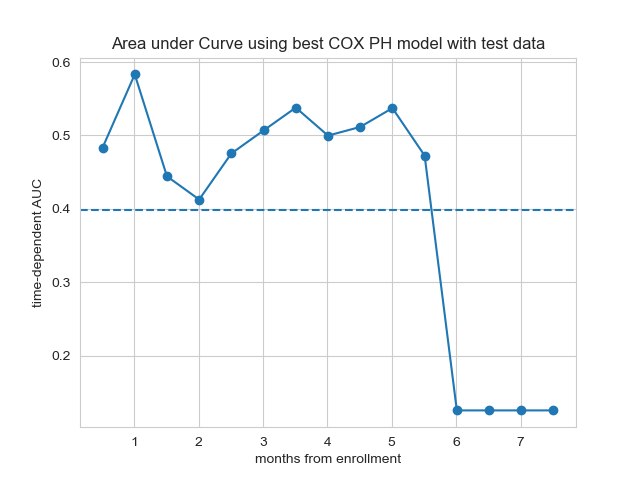 Area under Curve using best COX PH model with test data
0.6
0.5
0.4
0.3
0.2
time-dependent AUC
1 2 3 4 5 6 7
months from enrollment